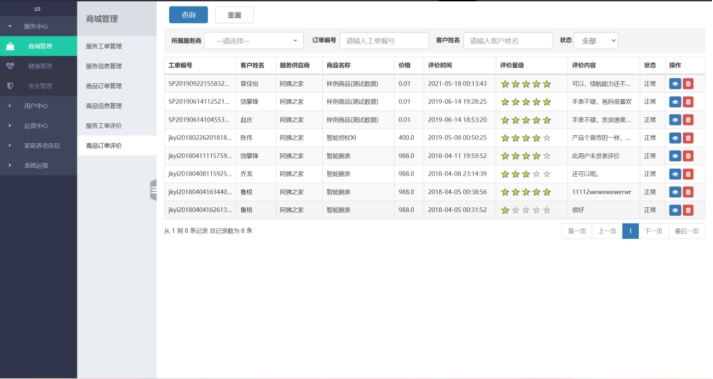 查询 重置
服务中心
商城管理
健康管理
安全管理
用户中心
运营中心
家庭养老床位
系统运维
商城管理
服务工单管理
服务信息管理
商品订单管理
商品信息管理
服务工单评价
商品订单评价
所属服务商 --请选择-- 订单编号 请输入工单编号 客户姓名 请输入客户姓名 状态 全部
工单编号 客户姓名 服务供应商 商品名称 价格 评价时间 评价星级 评价内容 状态 操作
SP20190922155832... 曾佳怡 阿姨之家 样例商品(测试数据) 0.01 2021-05-18 00:13:43 可以，续航能力还不... 正常
SP20190614112521... 饶攀锋 阿姨之家 样例商品(测试数据) 0.01 2019-06-14 19:28:25 手表不错，爸妈很喜欢 正常
SP20190614104553... 赵庆 阿姨之家 样例商品(测试数据) 0.01 2019-06-14 18:53:20 手表不错，发货速度... 正常
jkyl20180226201818... 孙伟 阿姨之家 智能拐杖XI 400.0 2019-05-08 00:50:25 产品个宣传的一样，... 正常
jkyl20180411115759... 饶攀锋 阿姨之家 智能腕表 988.0 2018-04-11 19:59:52 此用户未发表评价 正常
jkyl20180408115925... 齐龙 阿姨之家 智能腕表 988.0 2018-04-08 23:14:39 还可以呢。 正常
jkyl20180404163440... 鲁根 阿姨之家 智能腕表 988.0 2018-04-05 00:38:56 11112wewewewerwr 正常
jkyl20180404162613... 鲁根 阿姨之家 智能腕表 988.0 2018-04-05 00:31:52 很好 正常
从 1 到 8 条记录 总记录数为 8 条
第一页 上一页 1 下一页 最后一页